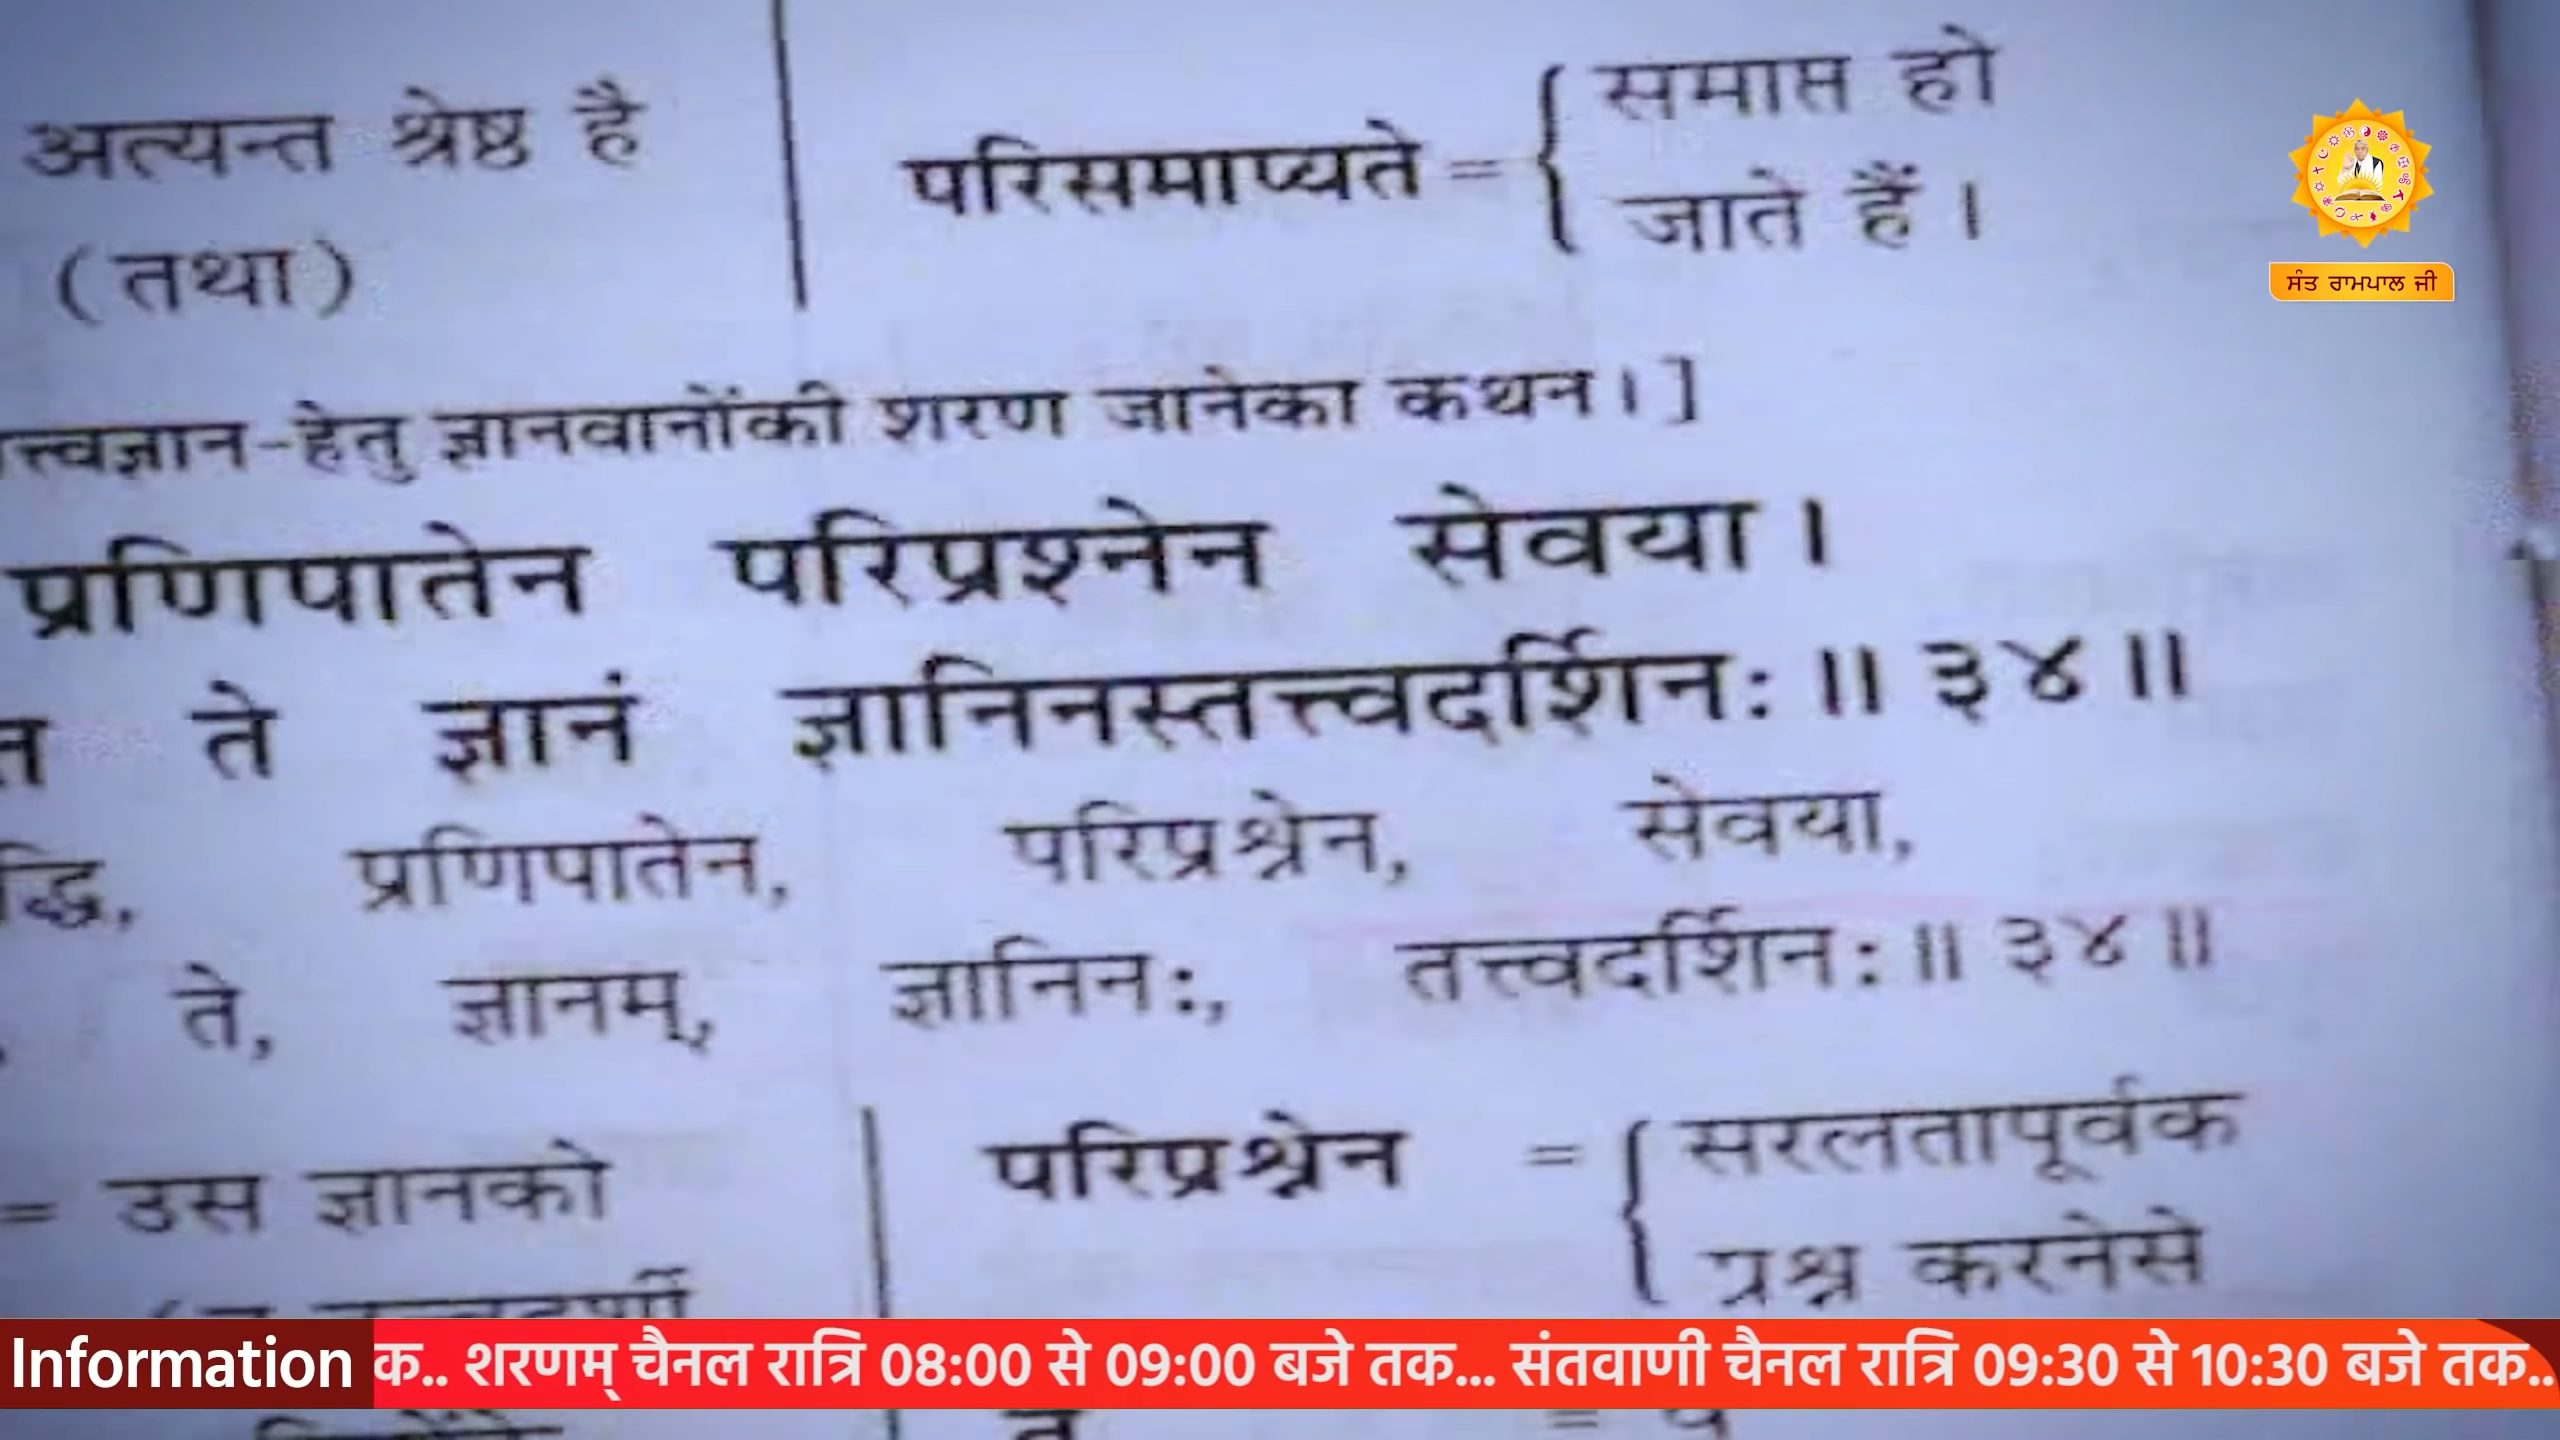 अत्यन्त श्रेष्ठ है
(तथा)
परिसमाप्यते = समाप्त हो
जाते हैं ।
ज्ञान-हेतु ज्ञानवानोंकी शरण जानेका कथन । ]
प्रणिपातेन परिप्रश्नेन सेवया ।
ते ज्ञानं ज्ञानिनस्तत्त्वदर्शिनः ॥ ३४ ॥
प्रणिपातेन, परिप्रश्नेन, सेवया,
ते, ज्ञानम्, ज्ञानिनः, तत्त्वदर्शिनः ॥ ३४ ॥
= उस ज्ञानको
परिप्रश्नेन = सरलतापूर्वक
प्रश्न करनेसे
ਸੰਤ ਰਾਮਪਾਲ ਜੀ
Information
क.. शरणम् चैनल रात्रि 08:00 से 09:00 बजे तक... संतवाणी चैनल रात्रि 09:30 से 10:30 बजे तक..